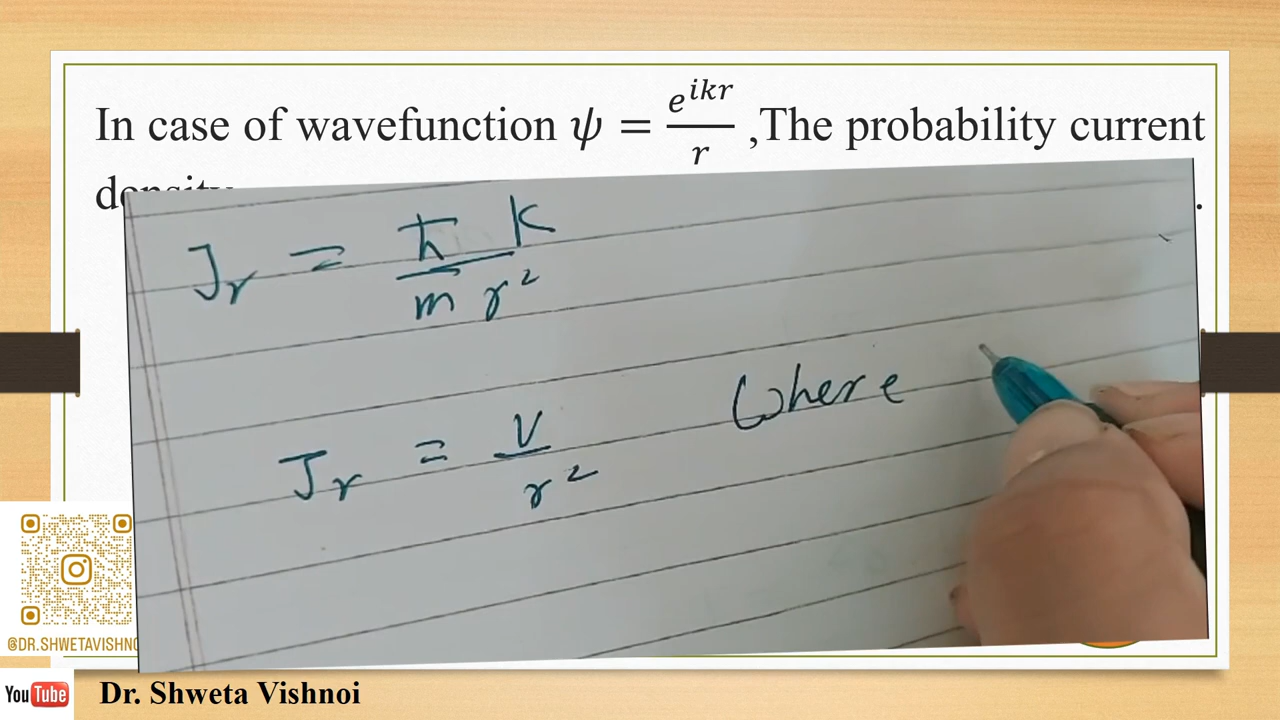 In case of wavefunction ψ = e^{ikr}/r ,The probability current
density .
J_r = ħ k / m r²
J_r = v / r² where
@DR.SHWETAVISHNO
YouTube Dr. Shweta Vishnoi